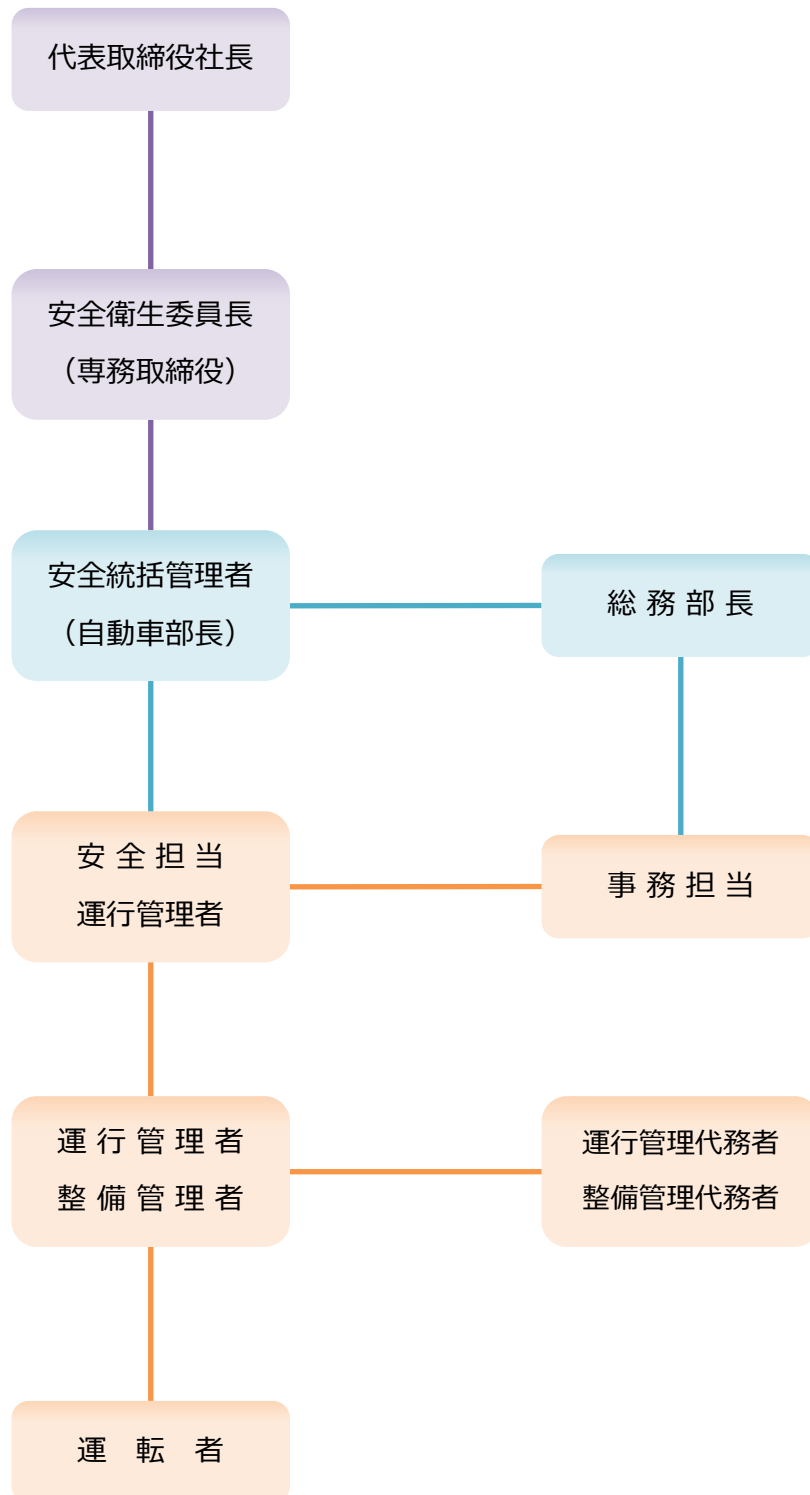 代表取締役社長
安全衛生委員長
（専務取締役）
安全統括管理者
（自動車部長）
総 務 部 長
安 全 担 当
運行管理者
事 務 担 当
運 行 管 理 者
整 備 管 理 者
運行管理代務者
整備管理代務者
運　転　者